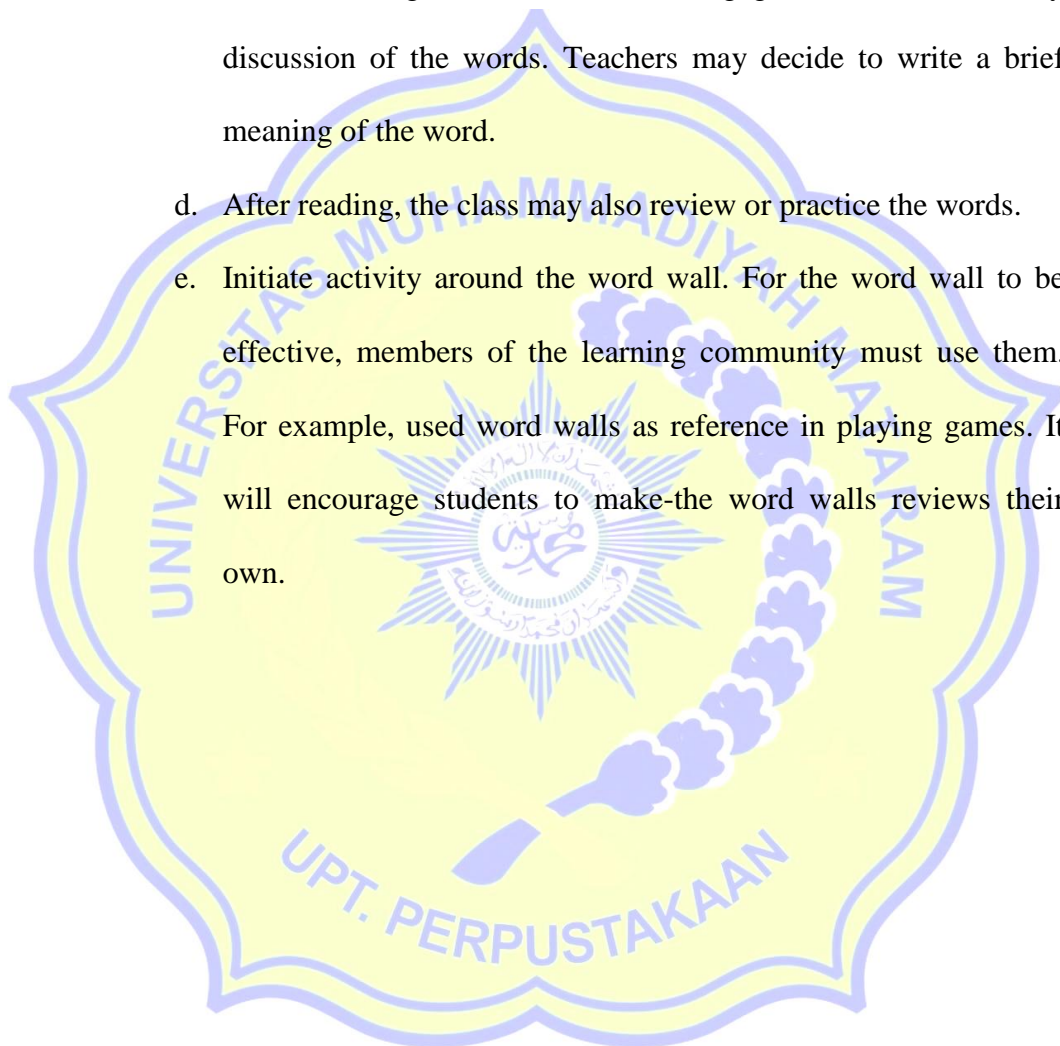 discussion of the words. Teachers may decide to write a brief
meaning of the word.
d. After reading, the class may also review or practice the words.
e. Initiate activity around the word wall. For the word wall to be
effective, members of the learning community must use them.
For example, used word walls as reference in playing games. It
will encourage students to make-the word walls reviews their
own.
UNIVERSITAS MUHAMMADIYAH MATARAM
UPT. PERPUSTAKAAN